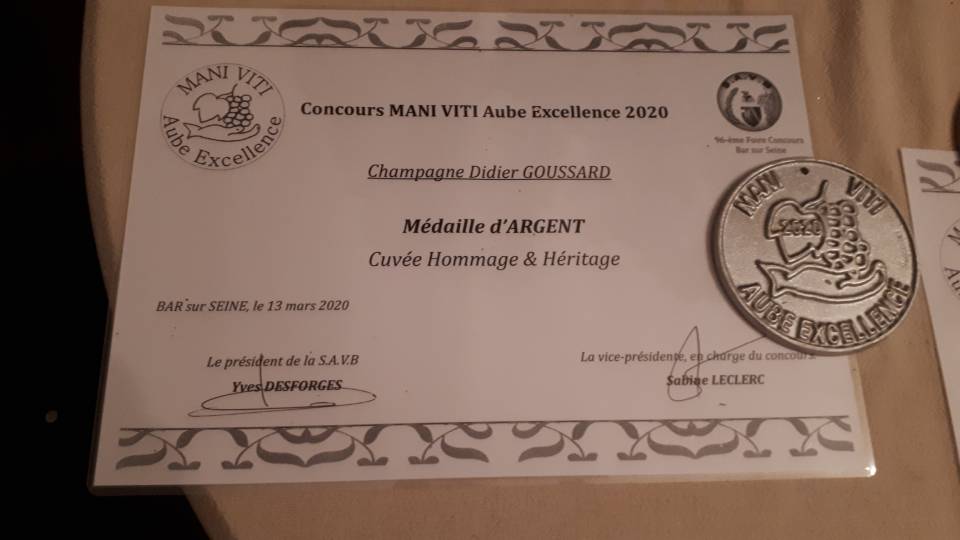 MANI VITI
Aube Excellence
Concours MANI VITI Aube Excellence 2020
96-ème Foire Concours
Bar sur Seine
Champagne Didier GOUSSARD
Médaille d'ARGENT
Cuvée Hommage & Héritage
MANI VITI
2020
AUBE EXCELLENCE
BAR sur SEINE, le 13 mars 2020
Le président de la S.A.V.B
Yves DESFORGES
La vice-présidente, en charge du concours.
Sabine LECLERC